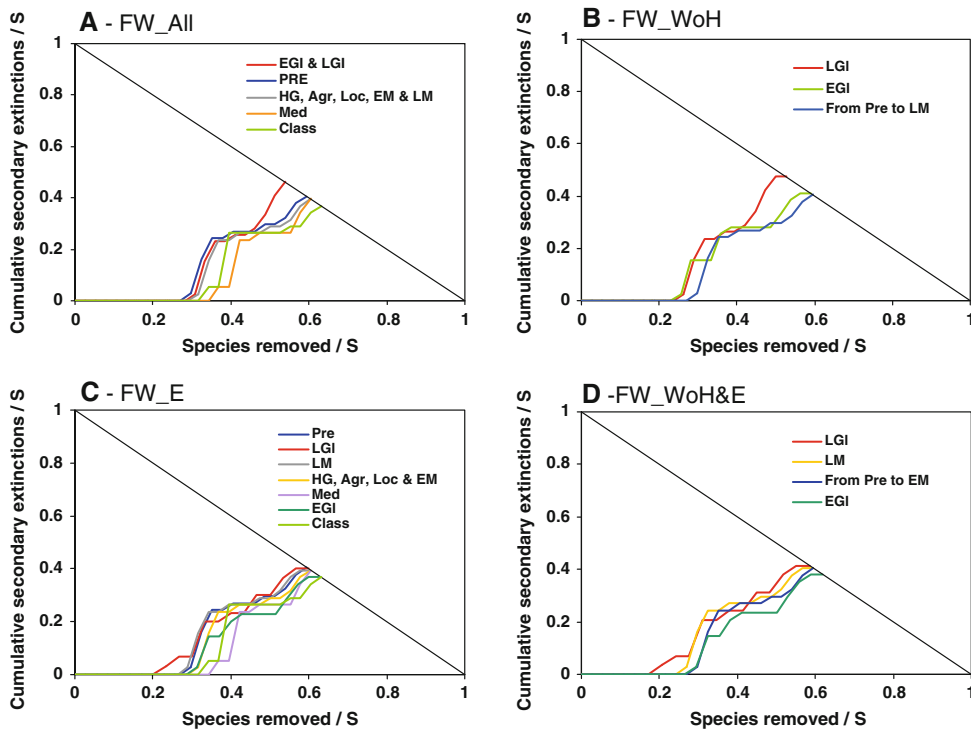 A - FW_All
Cumulative secondary extinctions / S
1
0.8
0.6
0.4
0.2
0
EGI & LGI
PRE
HG, Agr, Loc, EM & LM
Med
Class
0
0.2
0.4
0.6
0.8
1
Species removed / S
B - FW_WoH
Cumulative secondary extinctions / S
1
0.8
0.6
0.4
0.2
0
LGI
EGI
From Pre to LM
0
0.2
0.4
0.6
0.8
1
Species removed / S
C - FW_E
Cumulative secondary extinctions / S
1
0.8
0.6
0.4
0.2
0
Pre
LGI
LM
HG, Agr, Loc & EM
Med
EGI
Class
0
0.2
0.4
0.6
0.8
1
Species removed / S
D -FW_WoH&E
Cumulative secondary extinctions / S
1
0.8
0.6
0.4
0.2
0
LGI
LM
From Pre to EM
EGI
0
0.2
0.4
0.6
0.8
1
Species removed / S